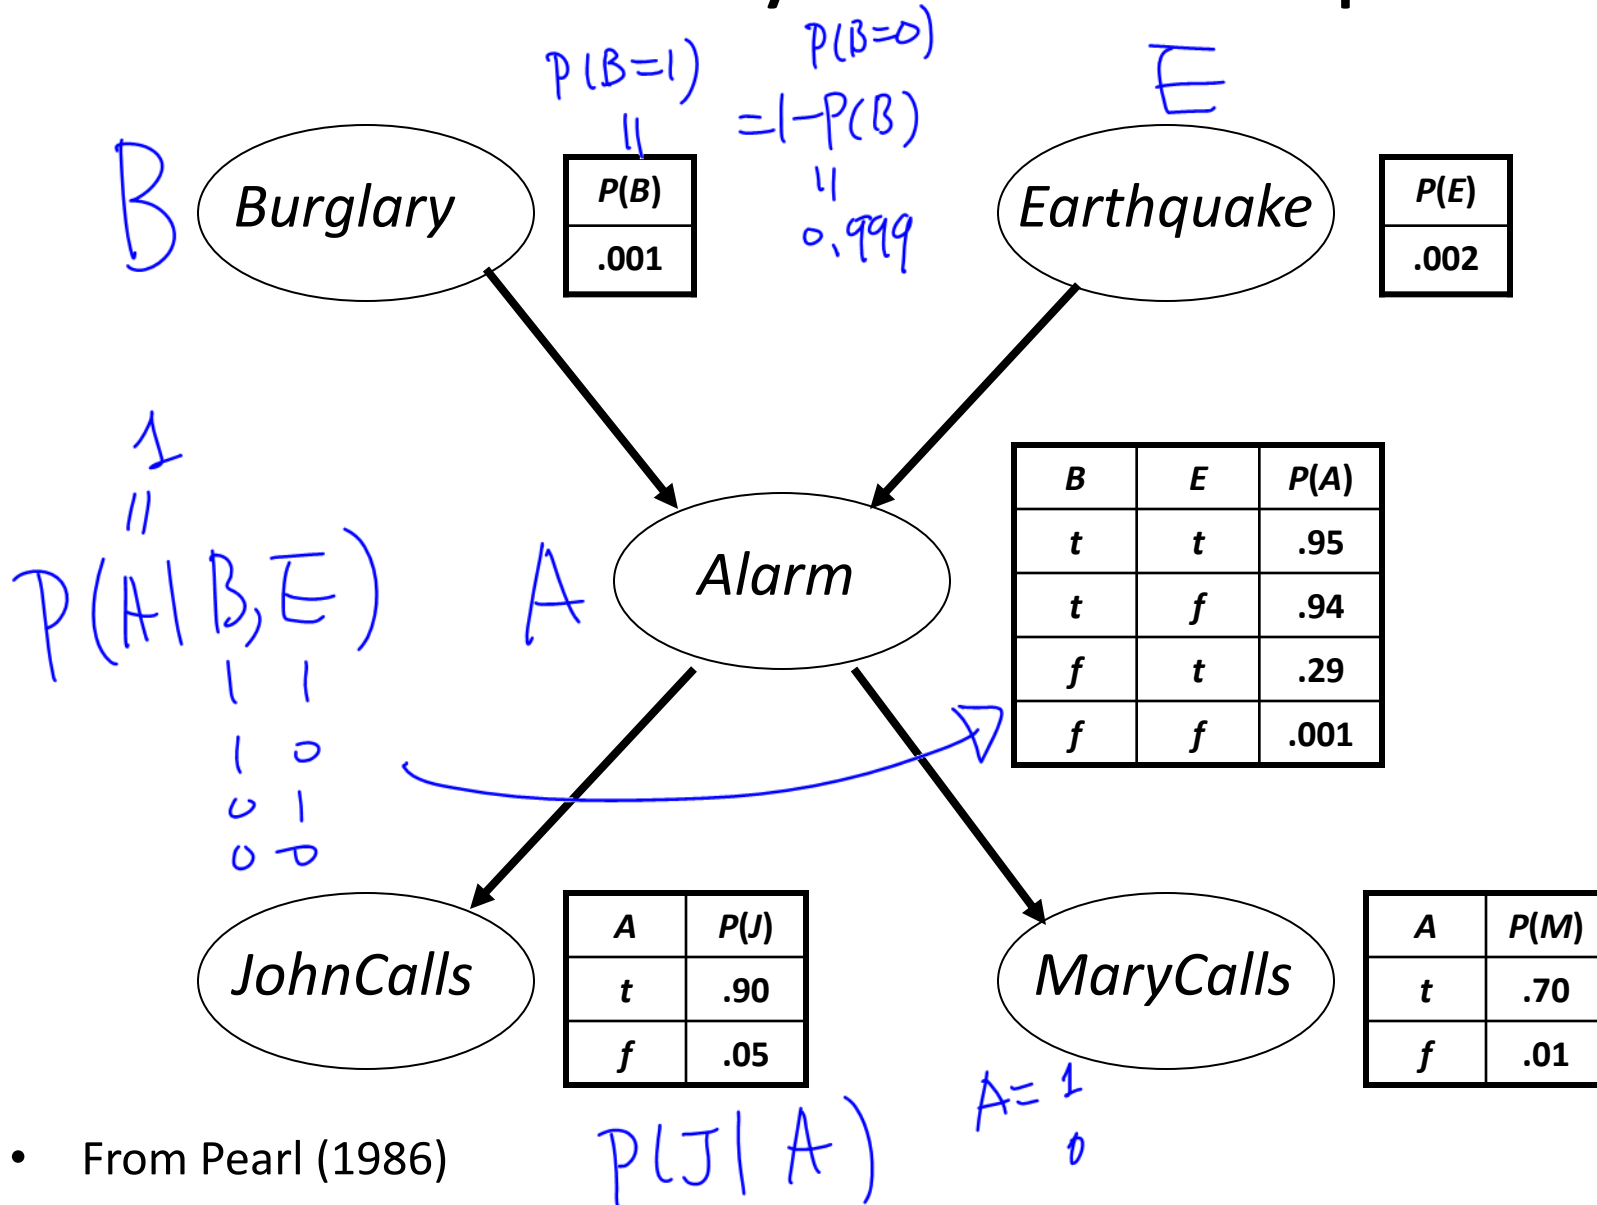 P(B=1)
||
P(B=0)
=1-P(B)
||
0.999
E
B
Burglary
P(B)
.001
Earthquake
P(E)
.002
1
||
P(A|B,E)
1 1
1 0
0 1
0 0
A
Alarm
B E P(A)
t t .95
t f .94
f t .29
f f .001
JohnCalls
A P(J)
t .90
f .05
MaryCalls
A P(M)
t .70
f .01
A= 1
0
P(J|A)
• From Pearl (1986)